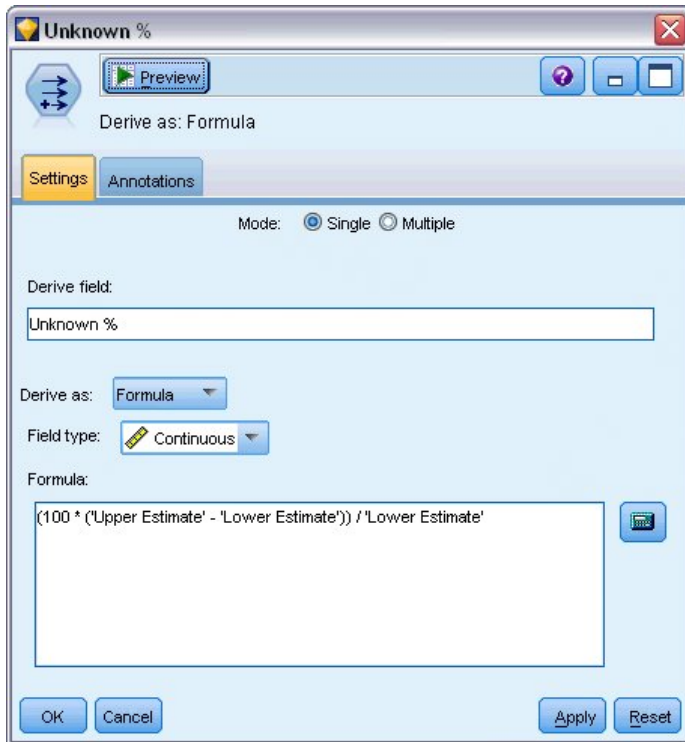 Unknown %
Preview
Derive as: Formula
Settings Annotations
Mode: Single Multiple
Derive field:
Unknown %
Derive as: Formula
Field type: Continuous
Formula:
(100 * ('Upper Estimate' - 'Lower Estimate')) / 'Lower Estimate'
OK Cancel Apply Reset